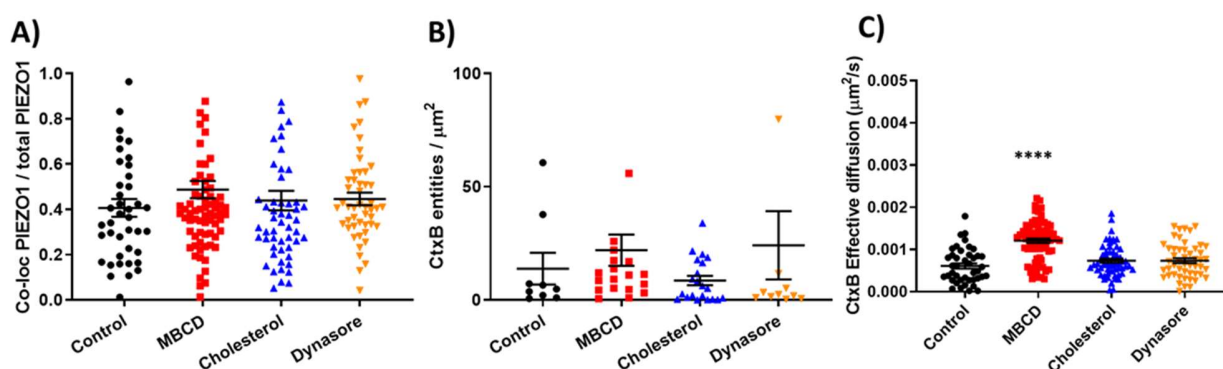 A)
Co-loc PIEZO1 / total PIEZO1
1.0
0.8
0.6
0.4
0.2
0.0
Control
MBCD
Cholesterol
Dynasore
B)
CtxB entities / μm²
100
50
0
Control
MBCD
Cholesterol
Dynasore
C)
CtxB Effective diffusion (μm²/s)
0.005
0.004
0.003
0.002
0.001
0.000
****
Control
MBCD
Cholesterol
Dynasore